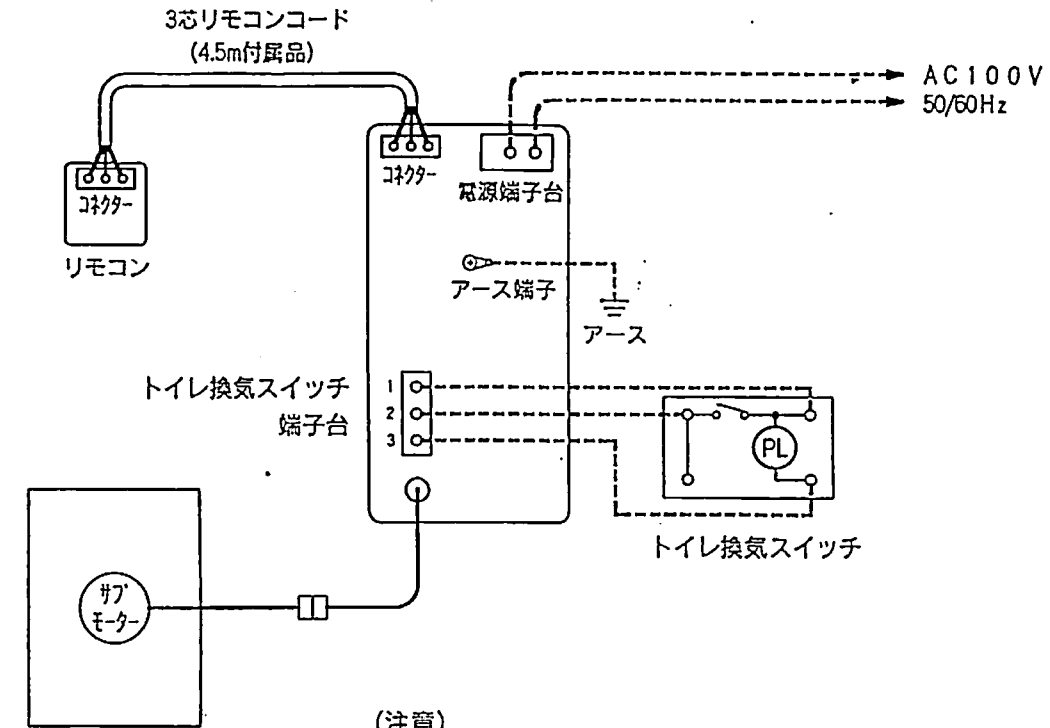 3芯リモコンコード
(4.5m付属品)
AC100V
50/60Hz
コネクター
電源端子台
コネクター
リモコン
アース端子
アース
トイレ換気スイッチ
端子台
1
2
3
PL
トイレ換気スイッチ
サブ
モーター
(注意)